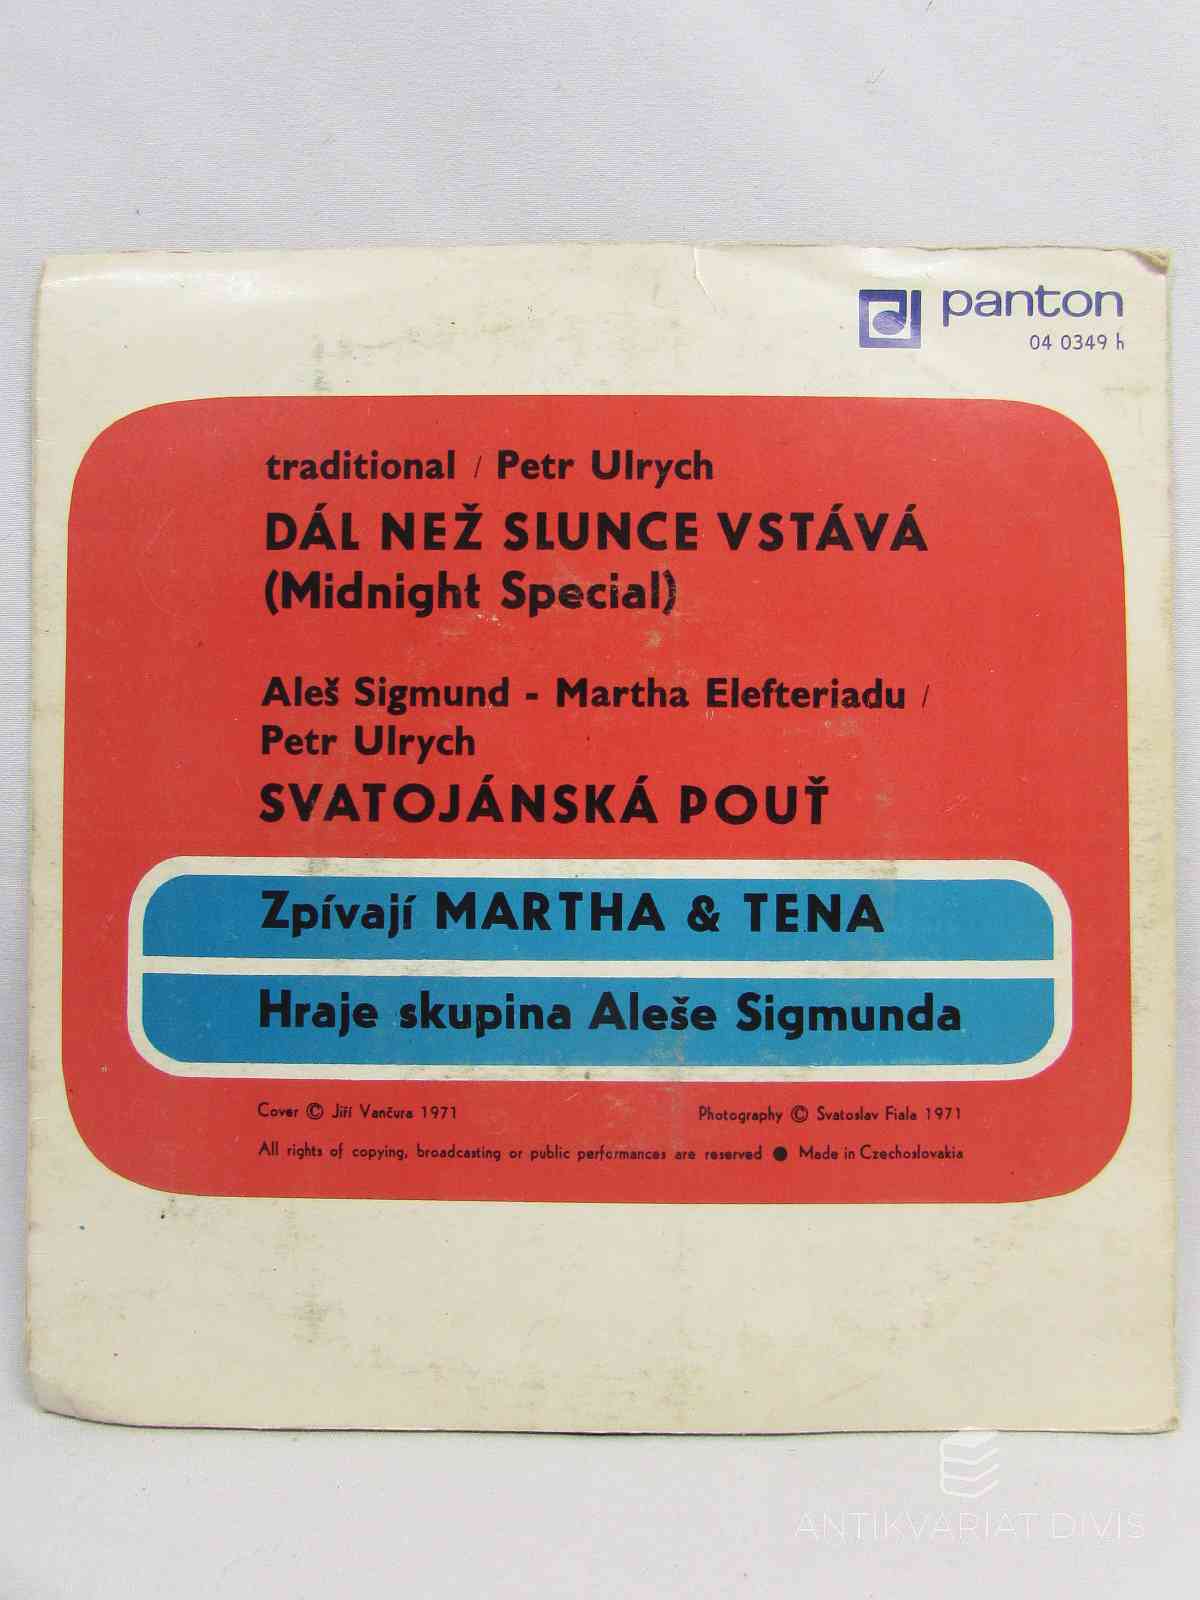 panton
04 0349 h
traditional / Petr Ulrych
DÁL NEŽ SLUNCE VSTÁVÁ
(Midnight Special)
Aleš Sigmund - Martha Elefteriadu /
Petr Ulrych
SVATOJÁNSKÁ POUŤ
Zpívají MARTHA & TENA
Hraje skupina Aleše Sigmunda
Cover © Jiří Vančura 1971 Photography © Svatoslav Fiala 1971
All rights of copying, broadcasting or public performances are reserved ● Made in Czechoslovakia
ANTIKVARIAT DIVIS